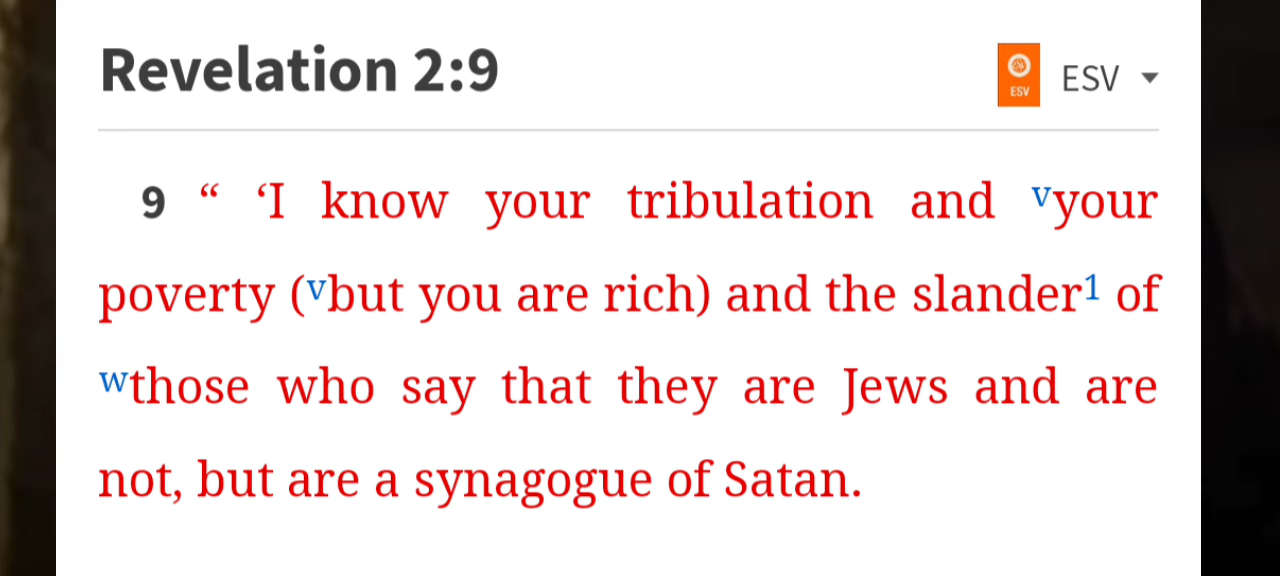 Revelation 2:9
ESV
ESV
9 “ ‘I know your tribulation and vyour
poverty (vbut you are rich) and the slander1 of
wthose who say that they are Jews and are
not, but are a synagogue of Satan.